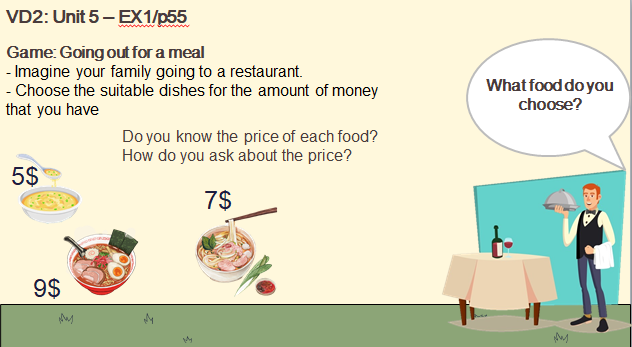 VD2: Unit 5 – EX1/p55
Game: Going out for a meal
- Imagine your family going to a restaurant.
- Choose the suitable dishes for the amount of money
that you have
Do you know the price of each food?
How do you ask about the price?
What food do you
choose?
5$
7$
9$